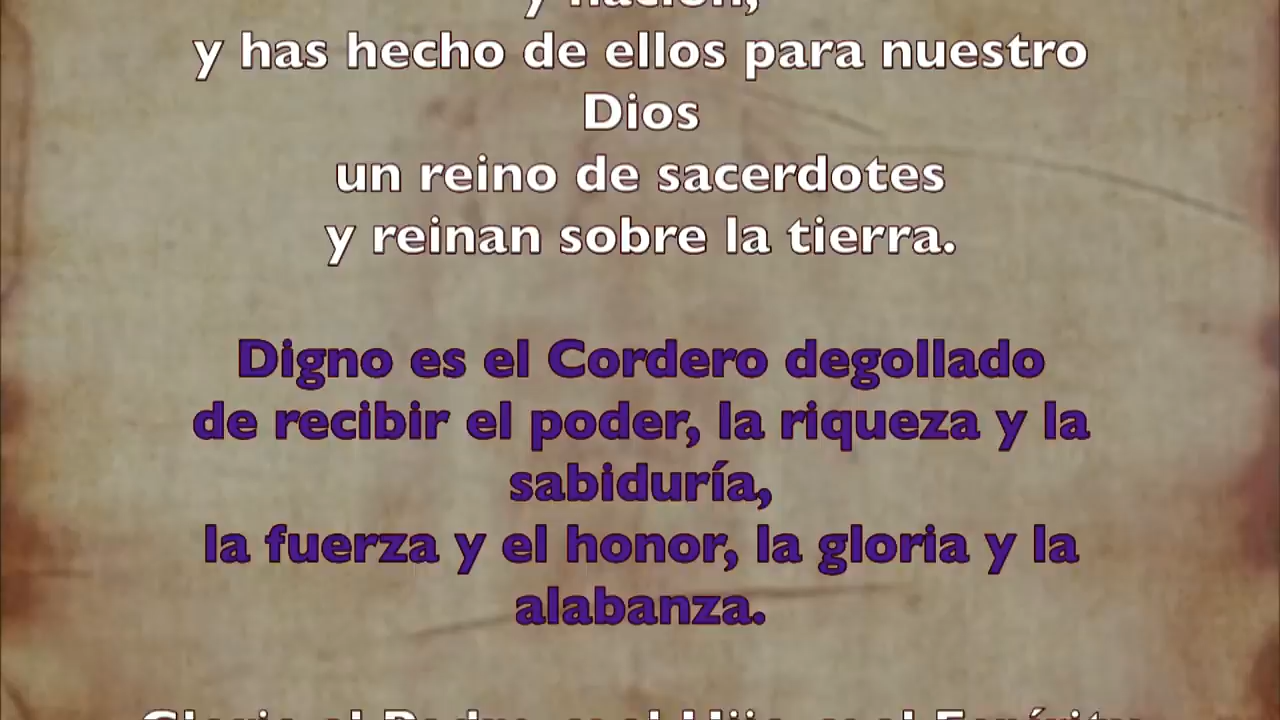 y nación,
y has hecho de ellos para nuestro
Dios
un reino de sacerdotes
y reinan sobre la tierra.
Digno es el Cordero degollado
de recibir el poder, la riqueza y la
sabiduría,
la fuerza y el honor, la gloria y la
alabanza.
Gloria al Padre, y al Hijo, y al Espíritu